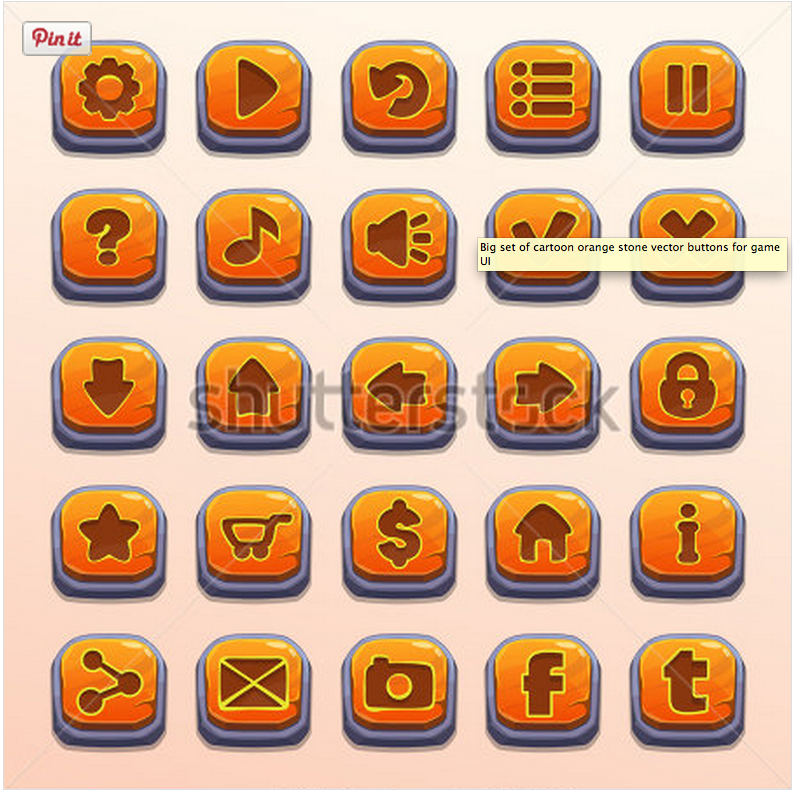 Pin it
Big set of cartoon orange stone vector buttons for game
UI
shutterstock
f
t